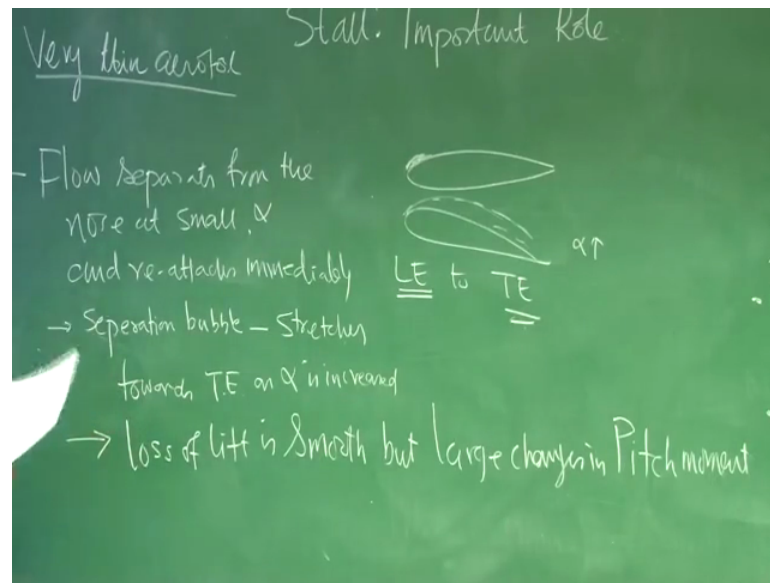 Stall: Important Role
Very thin aerofoil
- Flow separates from the
nose at small α
and re-attaches immediately
→ Seperation bubble - Stretches
towards T.E as α is increased
→ loss of lift is smooth but large changes in Pitch moment
α↑
LE to TE